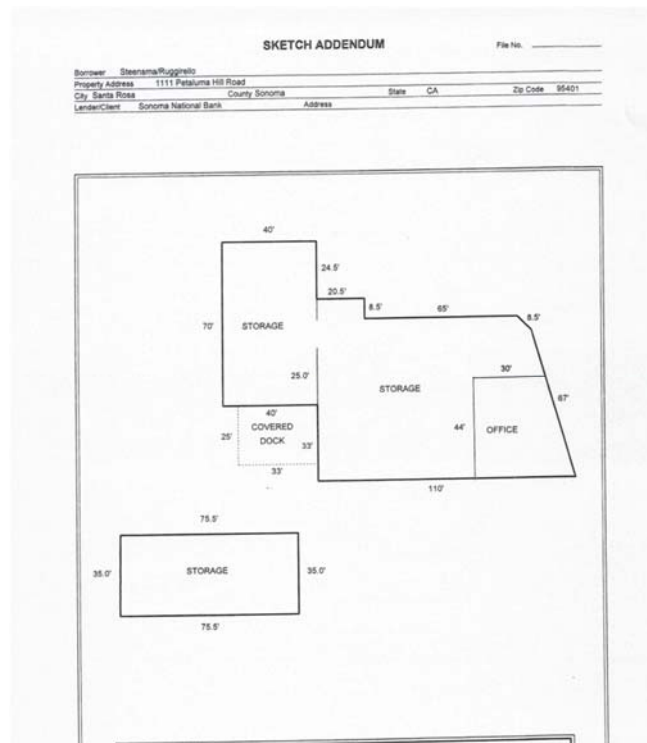 SKETCH ADDENDUM
File No.
Borrower Steensma/Ruggirello
Property Address 1111 Petaluma Hill Road
City Santa Rosa County Sonoma State CA Zip Code 95401
Lender/Client Sonoma National Bank Address
40'
24.5'
20.5'
8.5' 65' 8.5'
70' STORAGE
25.0' 30'
STORAGE 67'
40'
COVERED
DOCK
25' 33' 44' OFFICE
33'
110'
75.5'
35.0' STORAGE 35.0'
75.5'